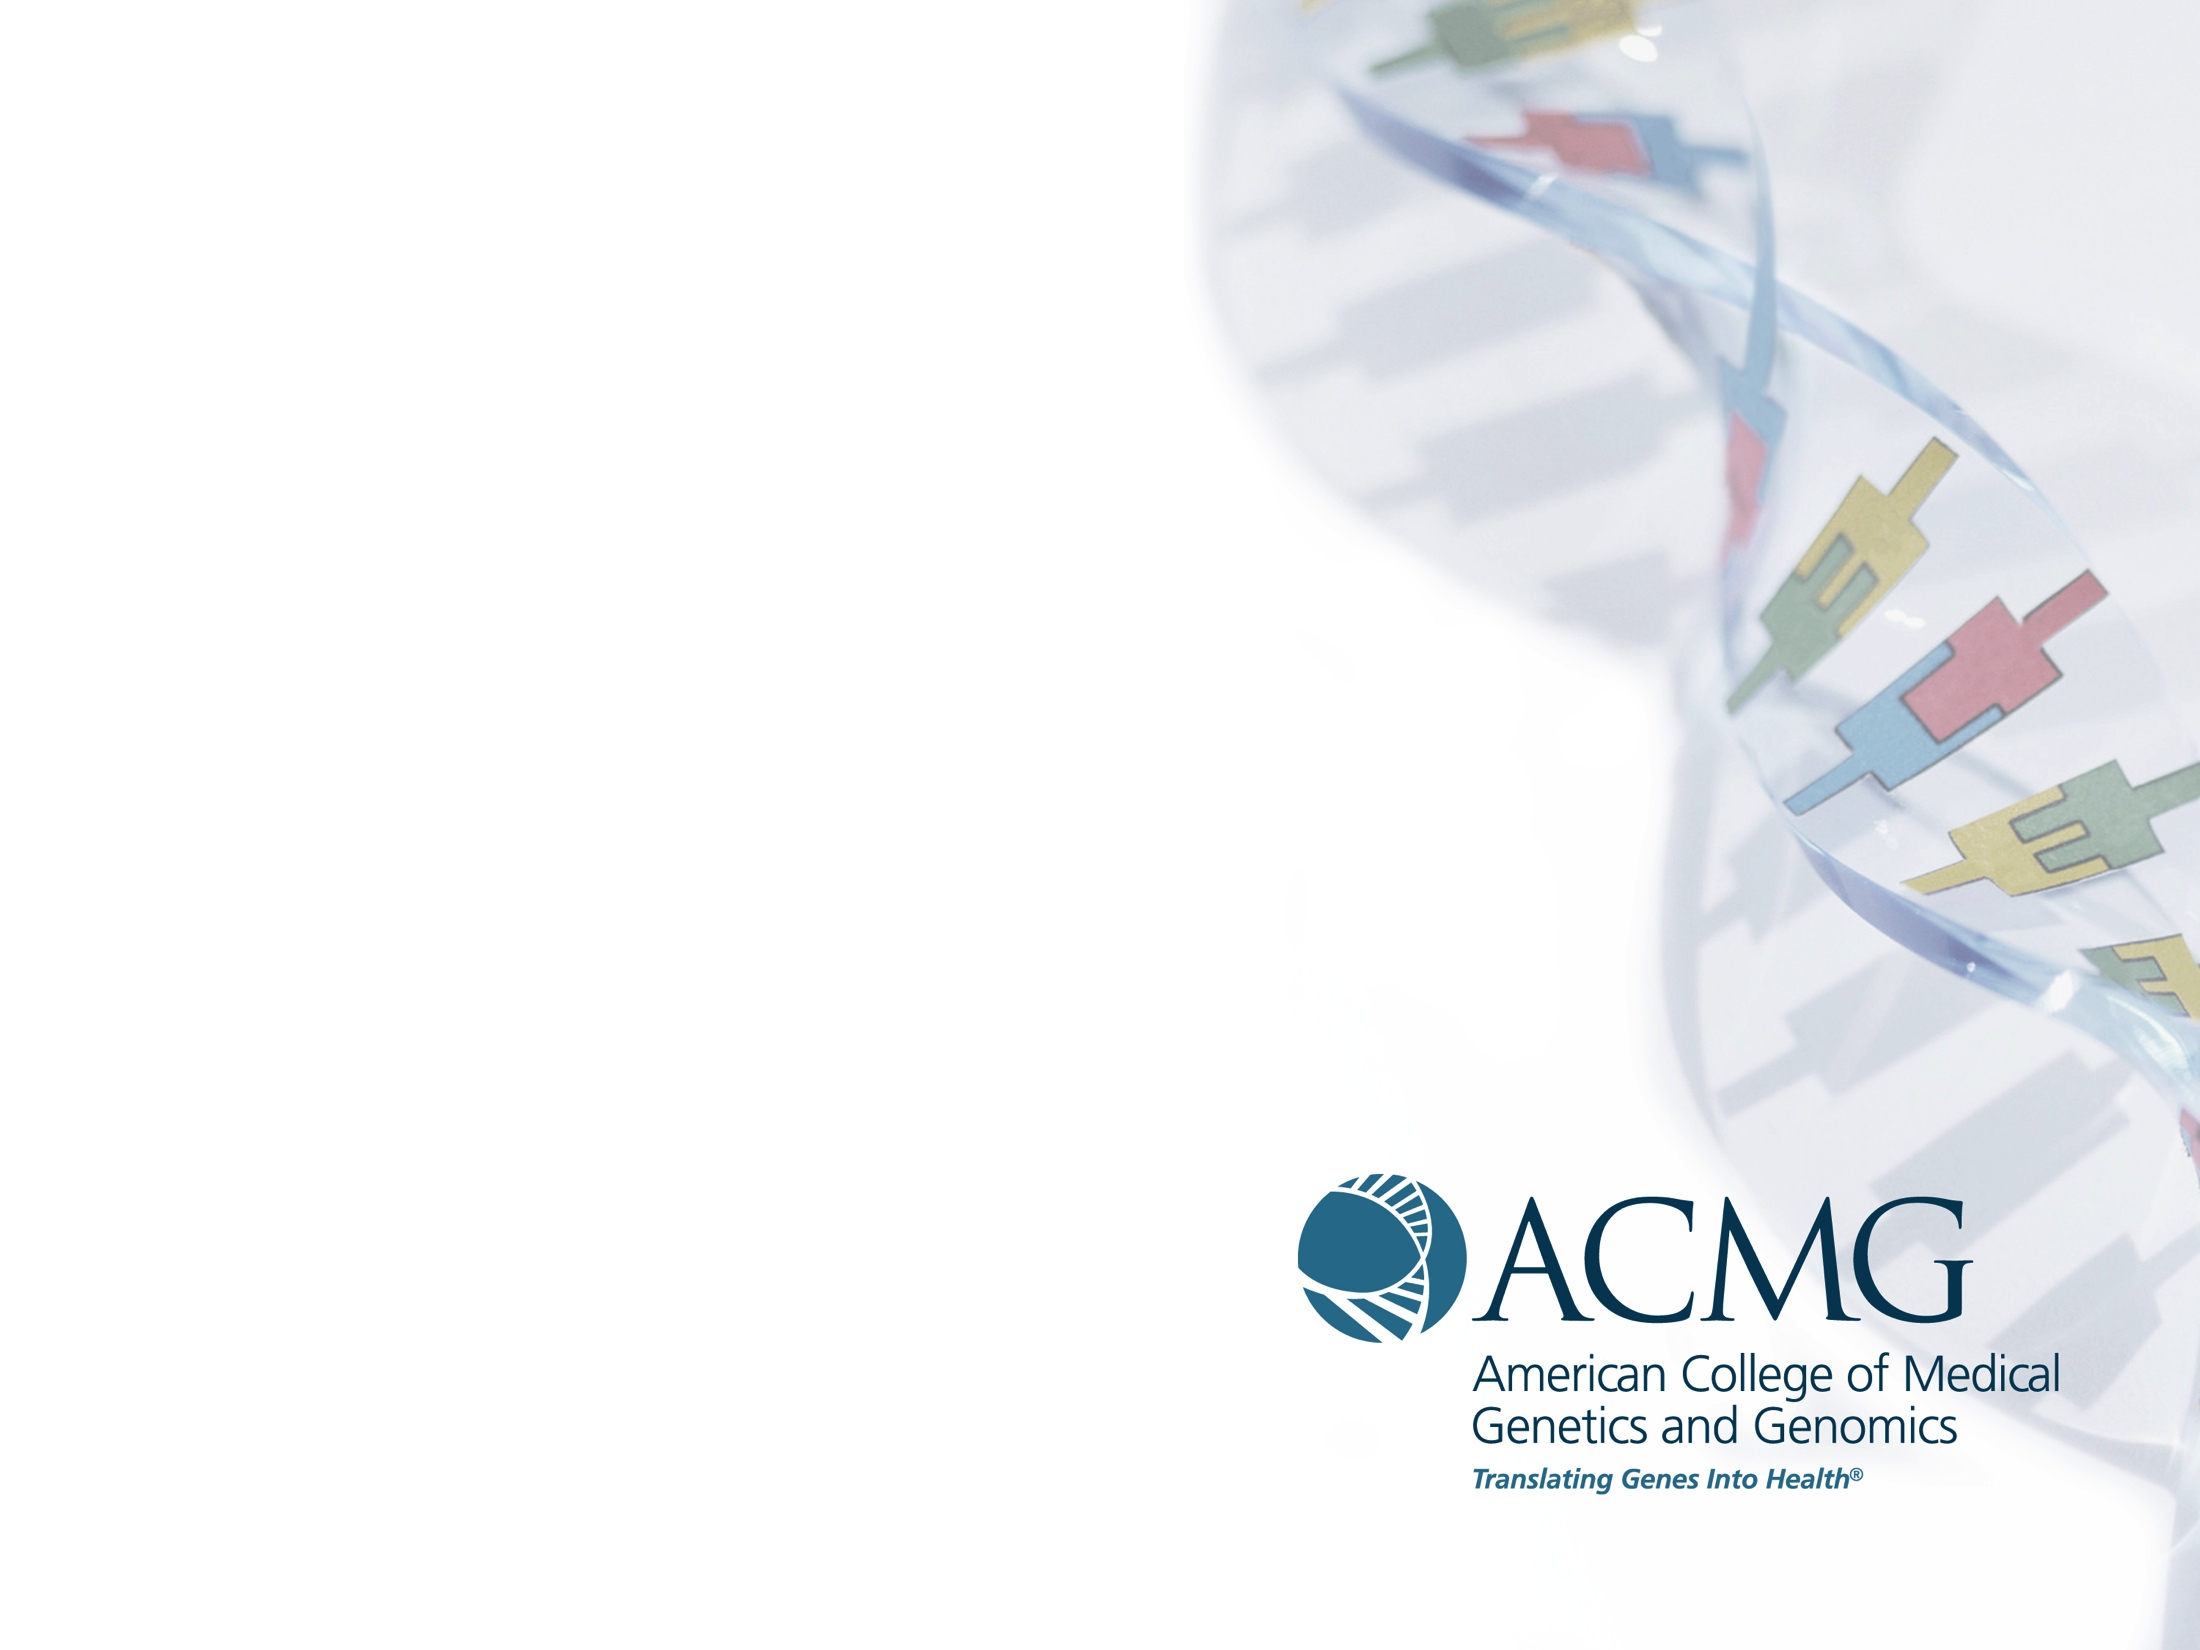 ACMG
American College of Medical
Genetics and Genomics
Translating Genes Into Health®